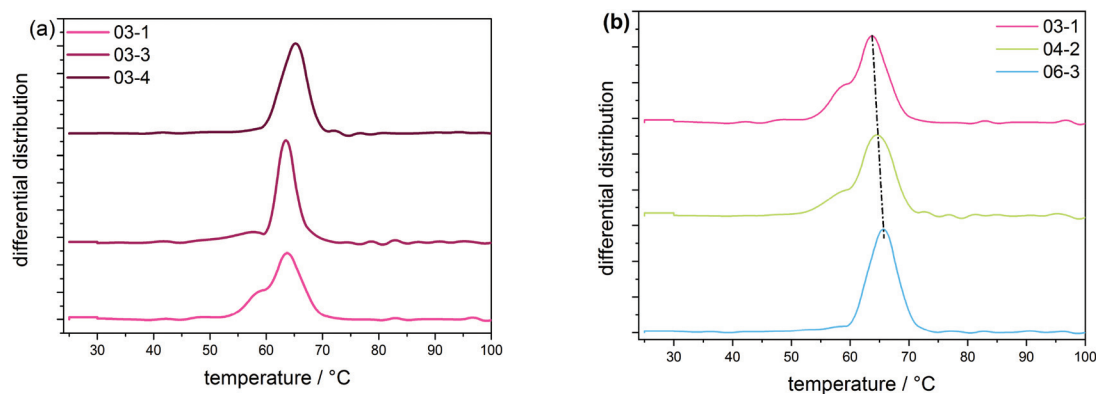 (a)
03-1
03-3
03-4
differential distribution
30 40 50 60 70 80 90 100
temperature / °C
(b)
03-1
04-2
06-3
differential distribution
30 40 50 60 70 80 90 100
temperature / °C